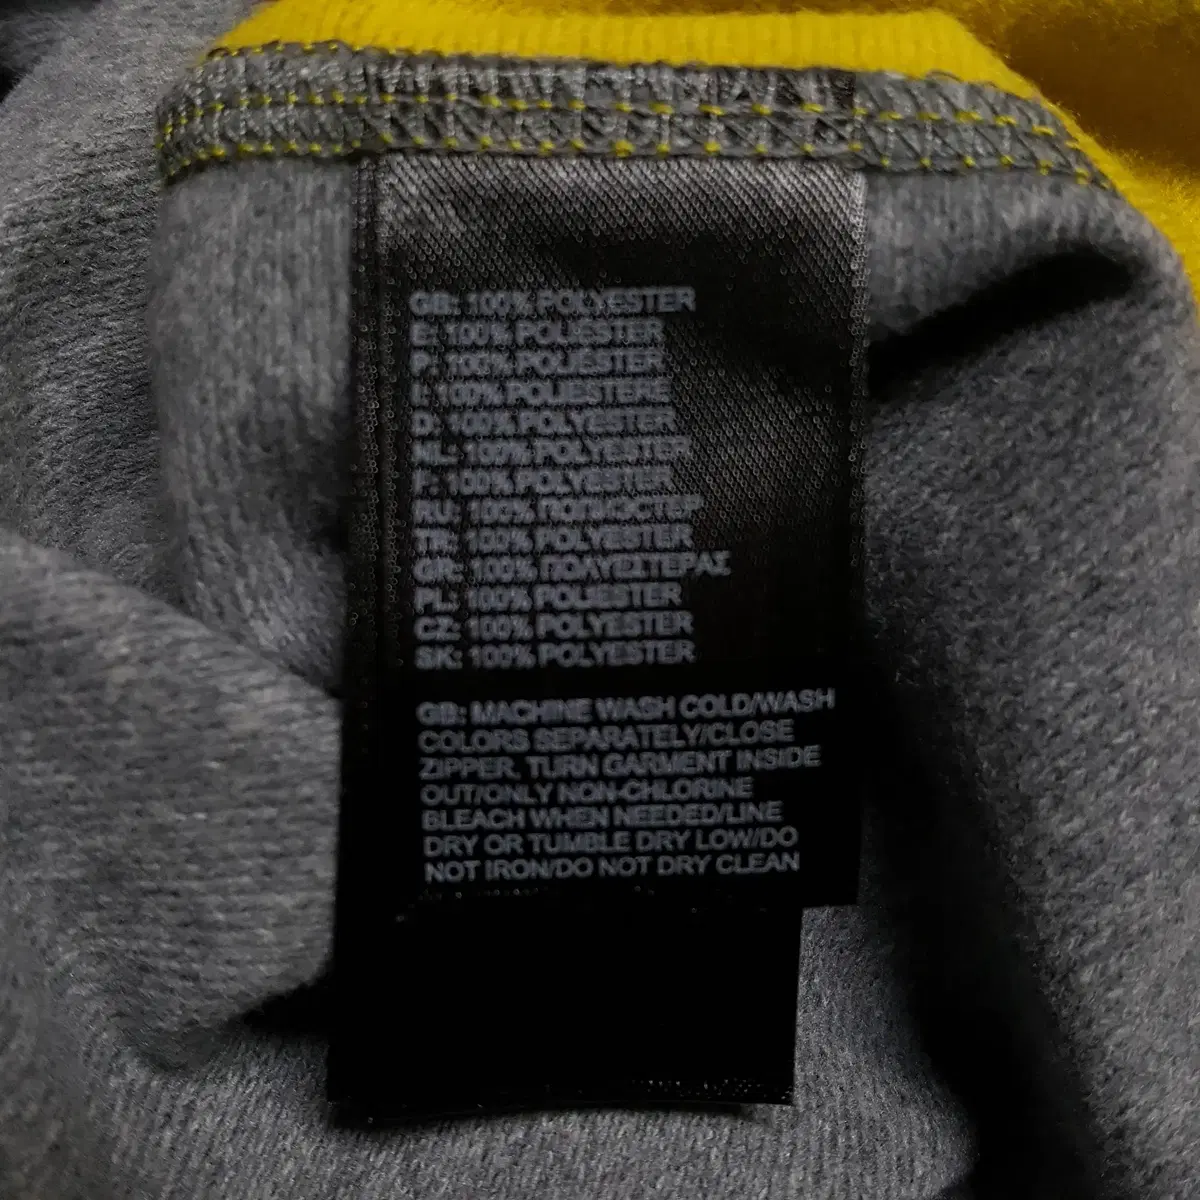 GB: 100% POLYESTER
E: 100% POLIESTER
P: 100% POLIÉSTER
I: 100% POLIESTERE
D: 100% POLYESTER
NL: 100% POLYESTER
F: 100% POLYESTER
RU: 100% ПОЛИЭСТЕР
TR: 100% POLYESTER
GR: 100% ΠΟΛΥΕΣΤΕΡΑΣ
PL: 100% POLIESTER
CZ: 100% POLYESTER
SK: 100% POLYESTER
GB: MACHINE WASH COLD/WASH
COLORS SEPARATELY/CLOSE
ZIPPER, TURN GARMENT INSIDE
OUT/ONLY NON-CHLORINE
BLEACH WHEN NEEDED/LINE
DRY OR TUMBLE DRY LOW/DO
NOT IRON/DO NOT DRY CLEAN